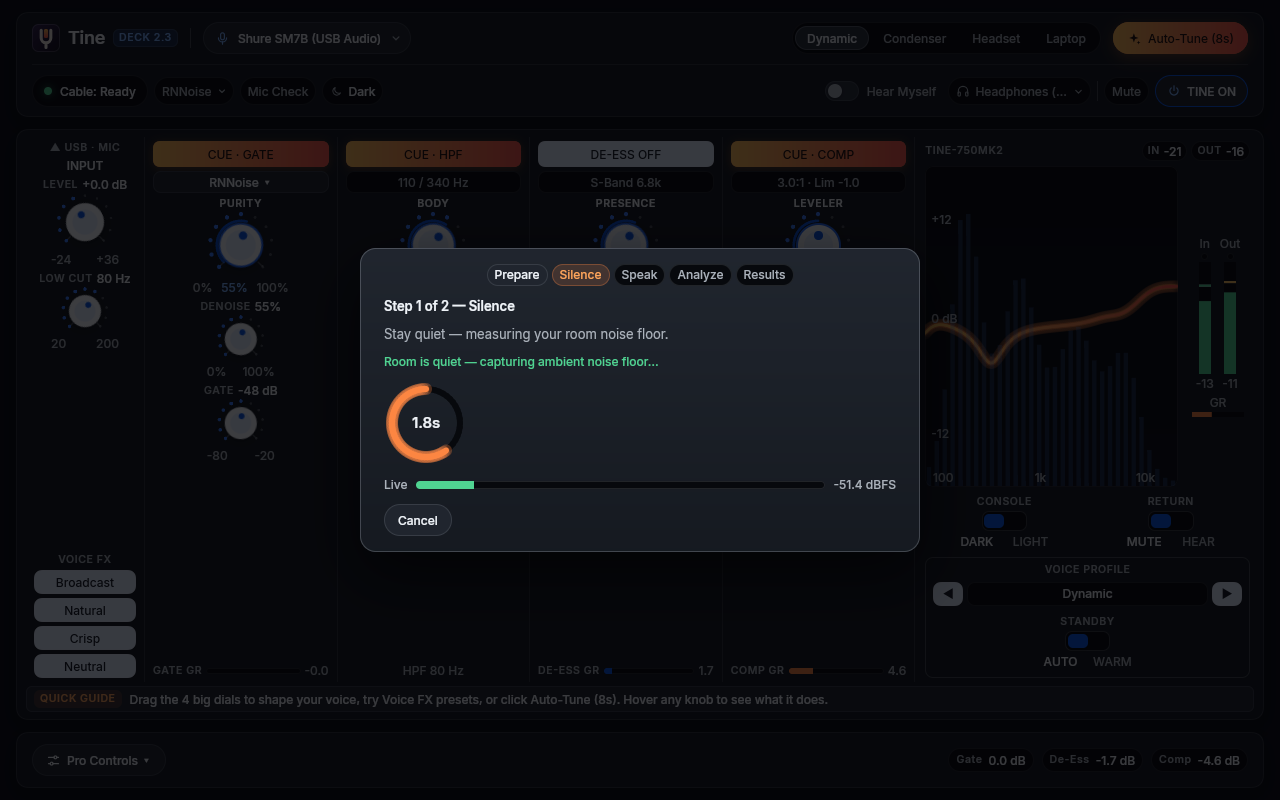 Tine DECK 2.3 Shure SM7B (USB Audio) Dynamic Condenser Headset Laptop Auto-Tune (8s)
Cable: Ready RNNoise Mic Check Dark Hear Myself Headphones (... Mute TINE ON
USB · MIC
INPUT
LEVEL +0.0 dB
-24 +36
LOW CUT 80 Hz
20 200
VOICE FX
Broadcast
Natural
Crisp
Neutral
CUE · GATE
RNNoise ▾
PURITY
0% 55% 100%
DENOISE 55%
0% 100%
GATE -48 dB
-80 -20
GATE GR -0.0
CUE · HPF
110 / 340 Hz
BODY
HPF 80 Hz
DE-ESS OFF
S-Band 6.8k
PRESENCE
DE-ESS GR 1.7
CUE · COMP
3.0:1 · Lim -1.0
LEVELER
COMP GR 4.6
Prepare Silence Speak Analyze Results
Step 1 of 2 — Silence
Stay quiet — measuring your room noise floor.
Room is quiet — capturing ambient noise floor…
1.8s
Live -51.4 dBFS
Cancel
TINE-750MK2 IN -21 OUT -16
+12
0 dB
-12
100 1k 10k
In Out
-13 -11
GR
CONSOLE RETURN
DARK LIGHT MUTE HEAR
VOICE PROFILE
◀ Dynamic ▶
STANDBY
AUTO WARM
QUICK GUIDE Drag the 4 big dials to shape your voice, try Voice FX presets, or click Auto-Tune (8s). Hover any knob to see what it does.
Pro Controls ▾ Gate 0.0 dB De-Ess -1.7 dB Comp -4.6 dB